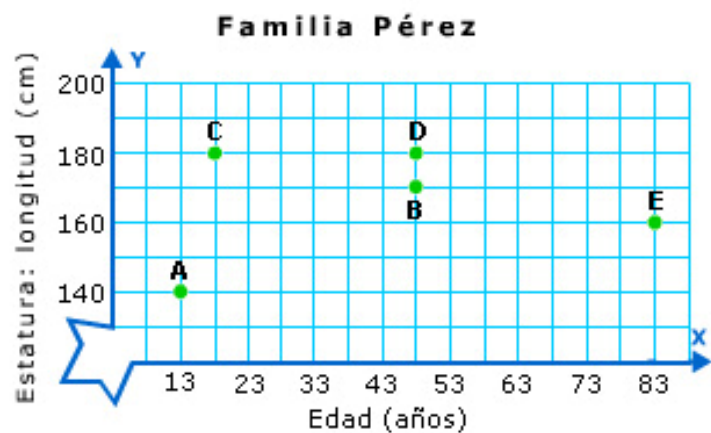 Familia Pérez
Y
Estatura: longitud (cm)
200
C
D
180
B
E
160
A
140
X
13 23 33 43 53 63 73 83
Edad (años)